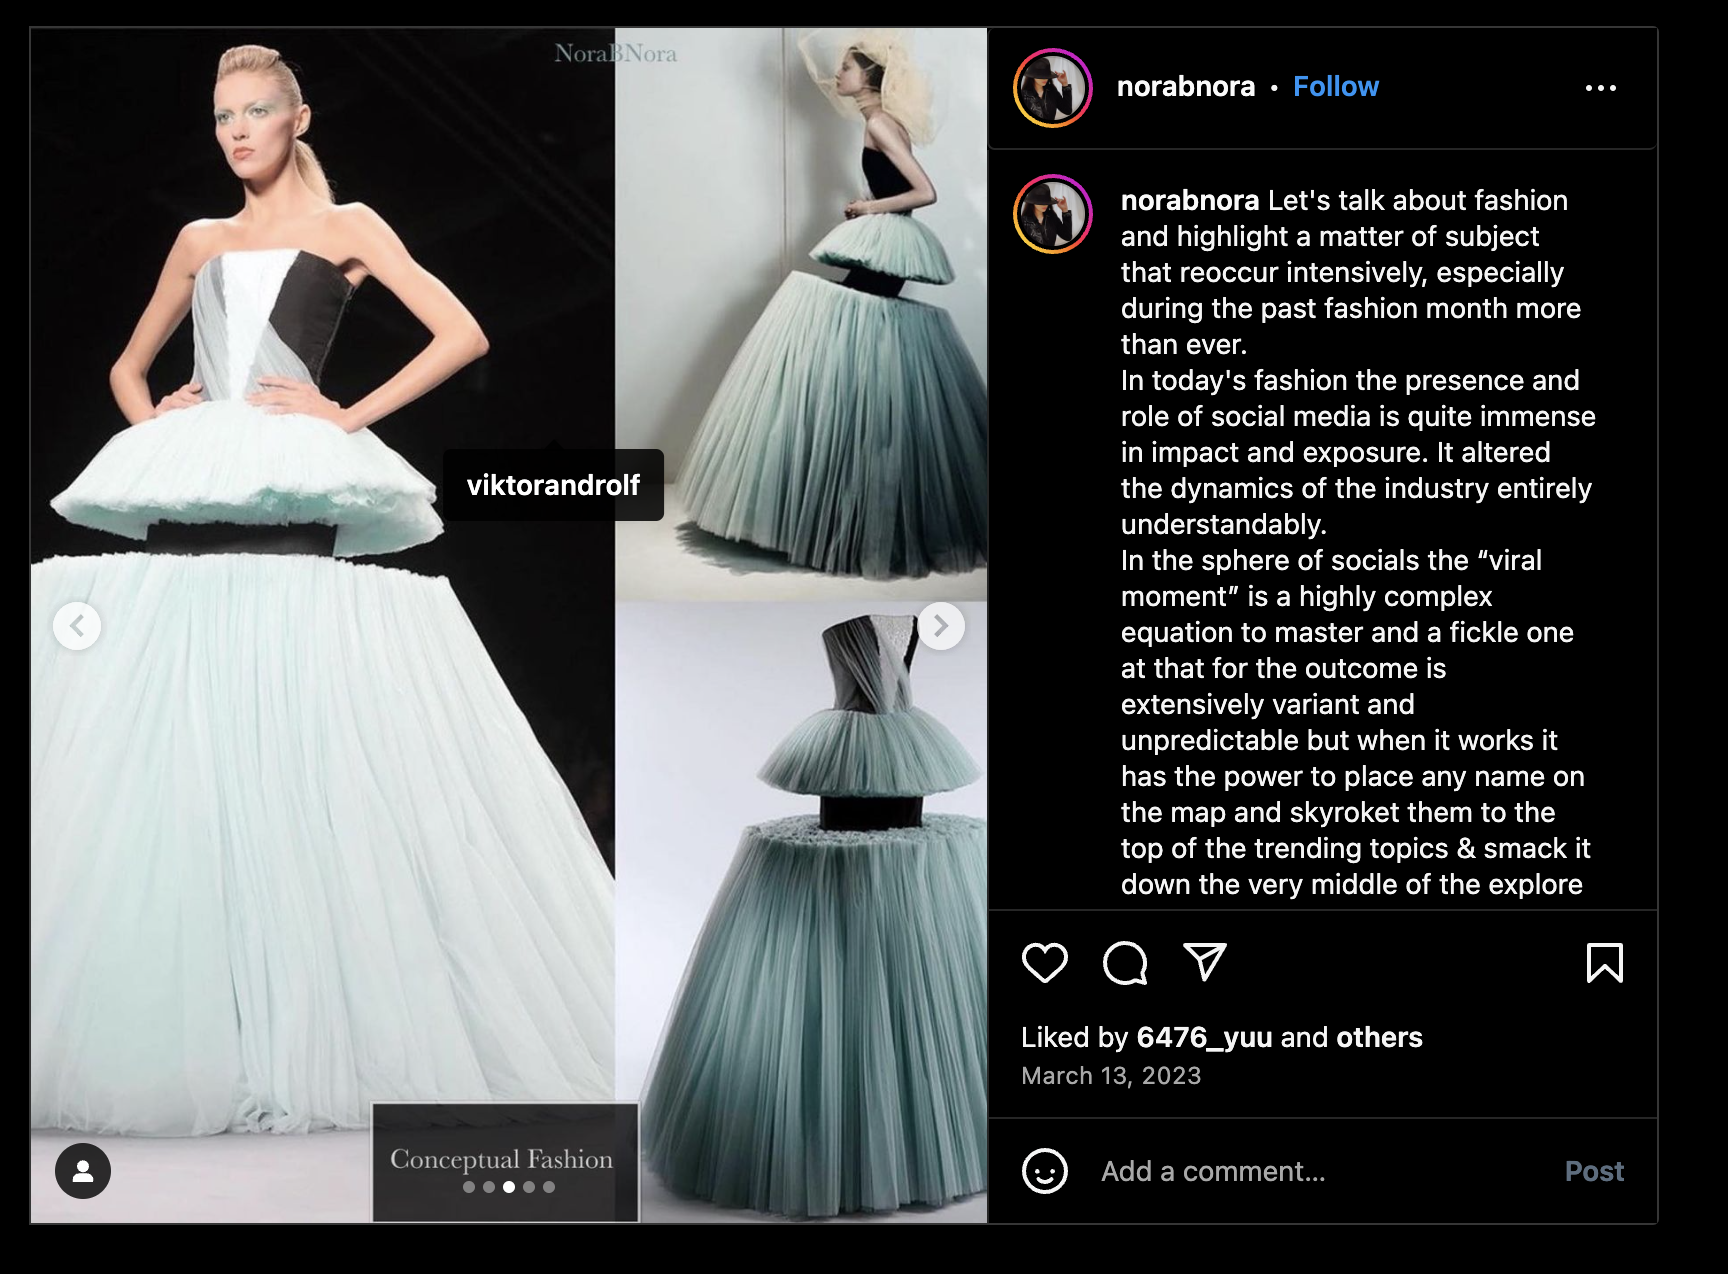 NoraBNora
viktorandrolf
Conceptual Fashion
norabnora • Follow
norabnora Let's talk about fashion
and highlight a matter of subject
that reoccur intensively, especially
during the past fashion month more
than ever.
In today's fashion the presence and
role of social media is quite immense
in impact and exposure. It altered
the dynamics of the industry entirely
understandably.
In the sphere of socials the “viral
moment” is a highly complex
equation to master and a fickle one
at that for the outcome is
extensively variant and
unpredictable but when it works it
has the power to place any name on
the map and skyroket them to the
top of the trending topics & smack it
down the very middle of the explore
Liked by 6476_yuu and others
March 13, 2023
Add a comment...
Post